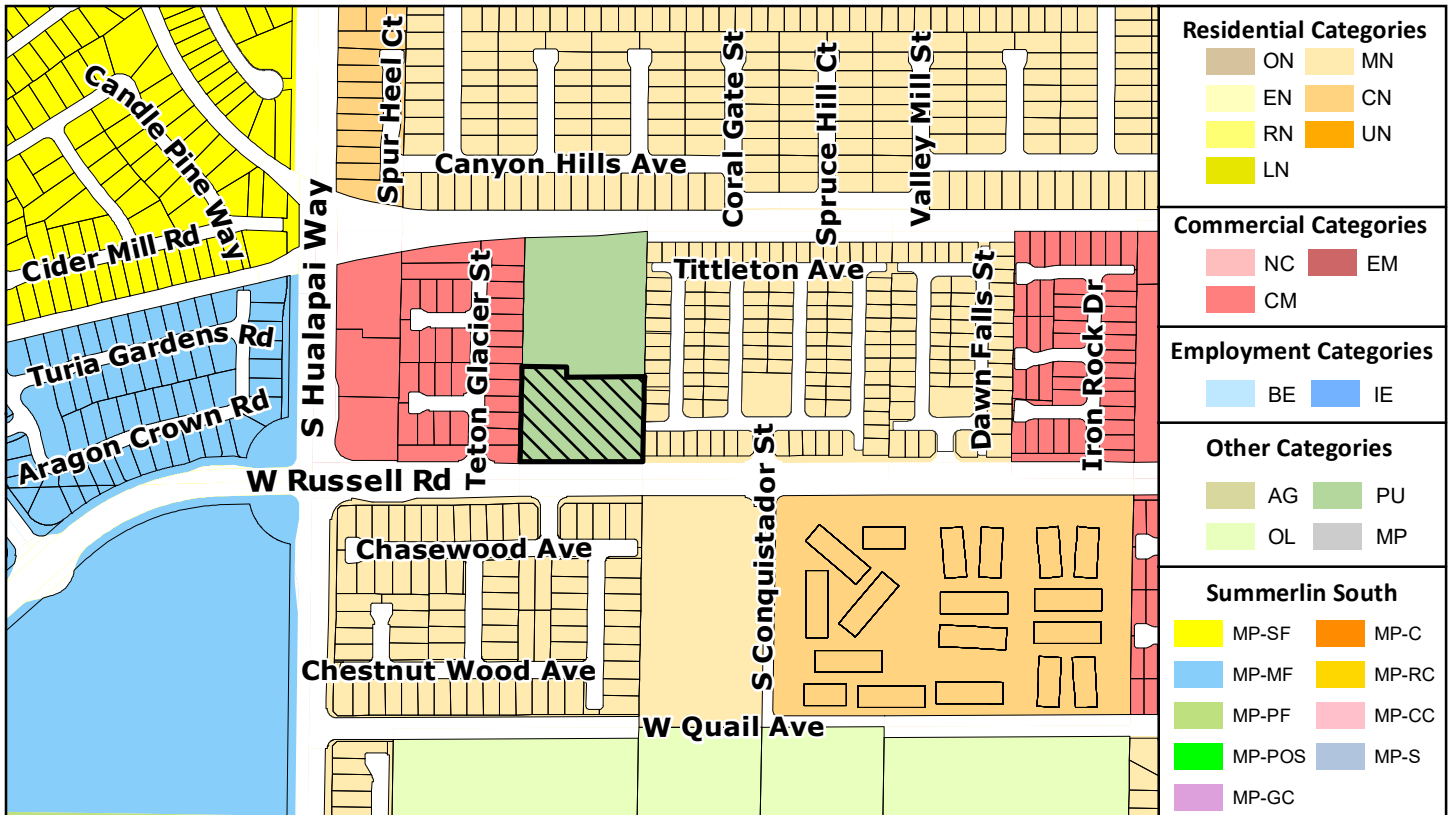 Spur Heel Ct
Coral Gate St
Spruce Hill Ct
Valley Mill St
Candle Pine Way
Canyon Hills Ave
Cider Mill Rd
S Hualapai Way
Tittleton Ave
Teton Glacier St
Dawn Falls St
Iron Rock Dr
Turia Gardens Rd
Aragon Crown Rd
W Russell Rd
S Conquistador St
Chasewood Ave
Chestnut Wood Ave
W Quail Ave
Residential Categories
ON MN
EN CN
RN UN
LN
Commercial Categories
NC EM
CM
Employment Categories
BE IE
Other Categories
AG PU
OL MP
Summerlin South
MP-SF MP-C
MP-MF MP-RC
MP-PF MP-CC
MP-POS MP-S
MP-GC